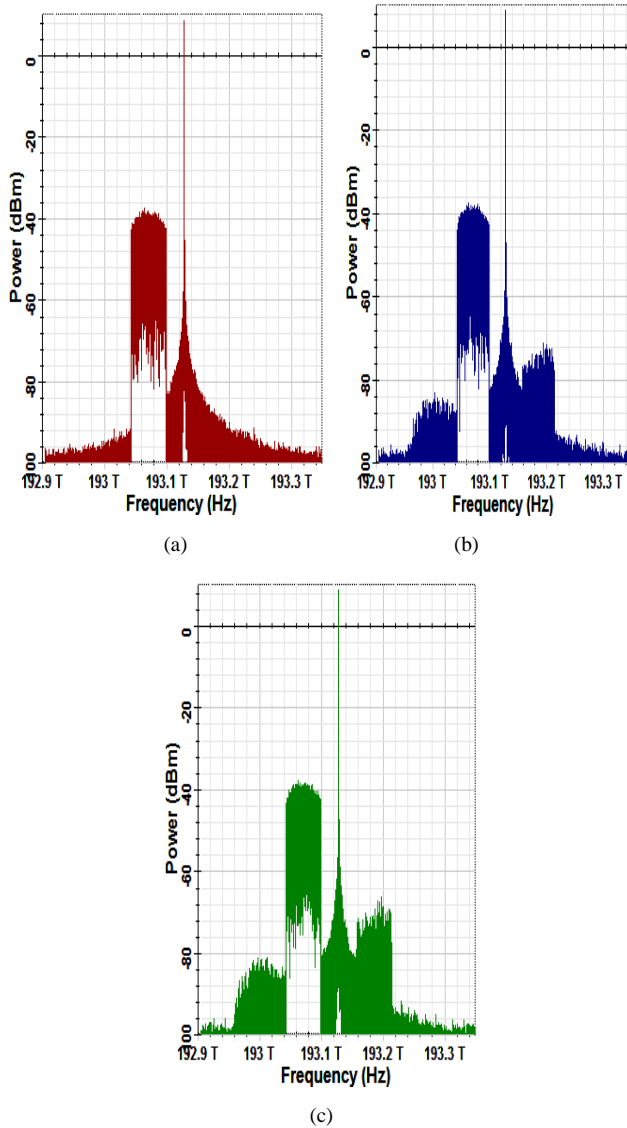 0
-20
-40
-60
-80
-100
Power (dBm)
192.9 T 193 T 193.1 T 193.2 T 193.3 T
Frequency (Hz)
(a)
0
-20
-40
-60
-80
-100
Power (dBm)
192.9 T 193 T 193.1 T 193.2 T 193.3 T
Frequency (Hz)
(b)
0
-20
-40
-60
-80
-100
Power (dBm)
192.9 T 193 T 193.1 T 193.2 T 193.3 T
Frequency (Hz)
(c)